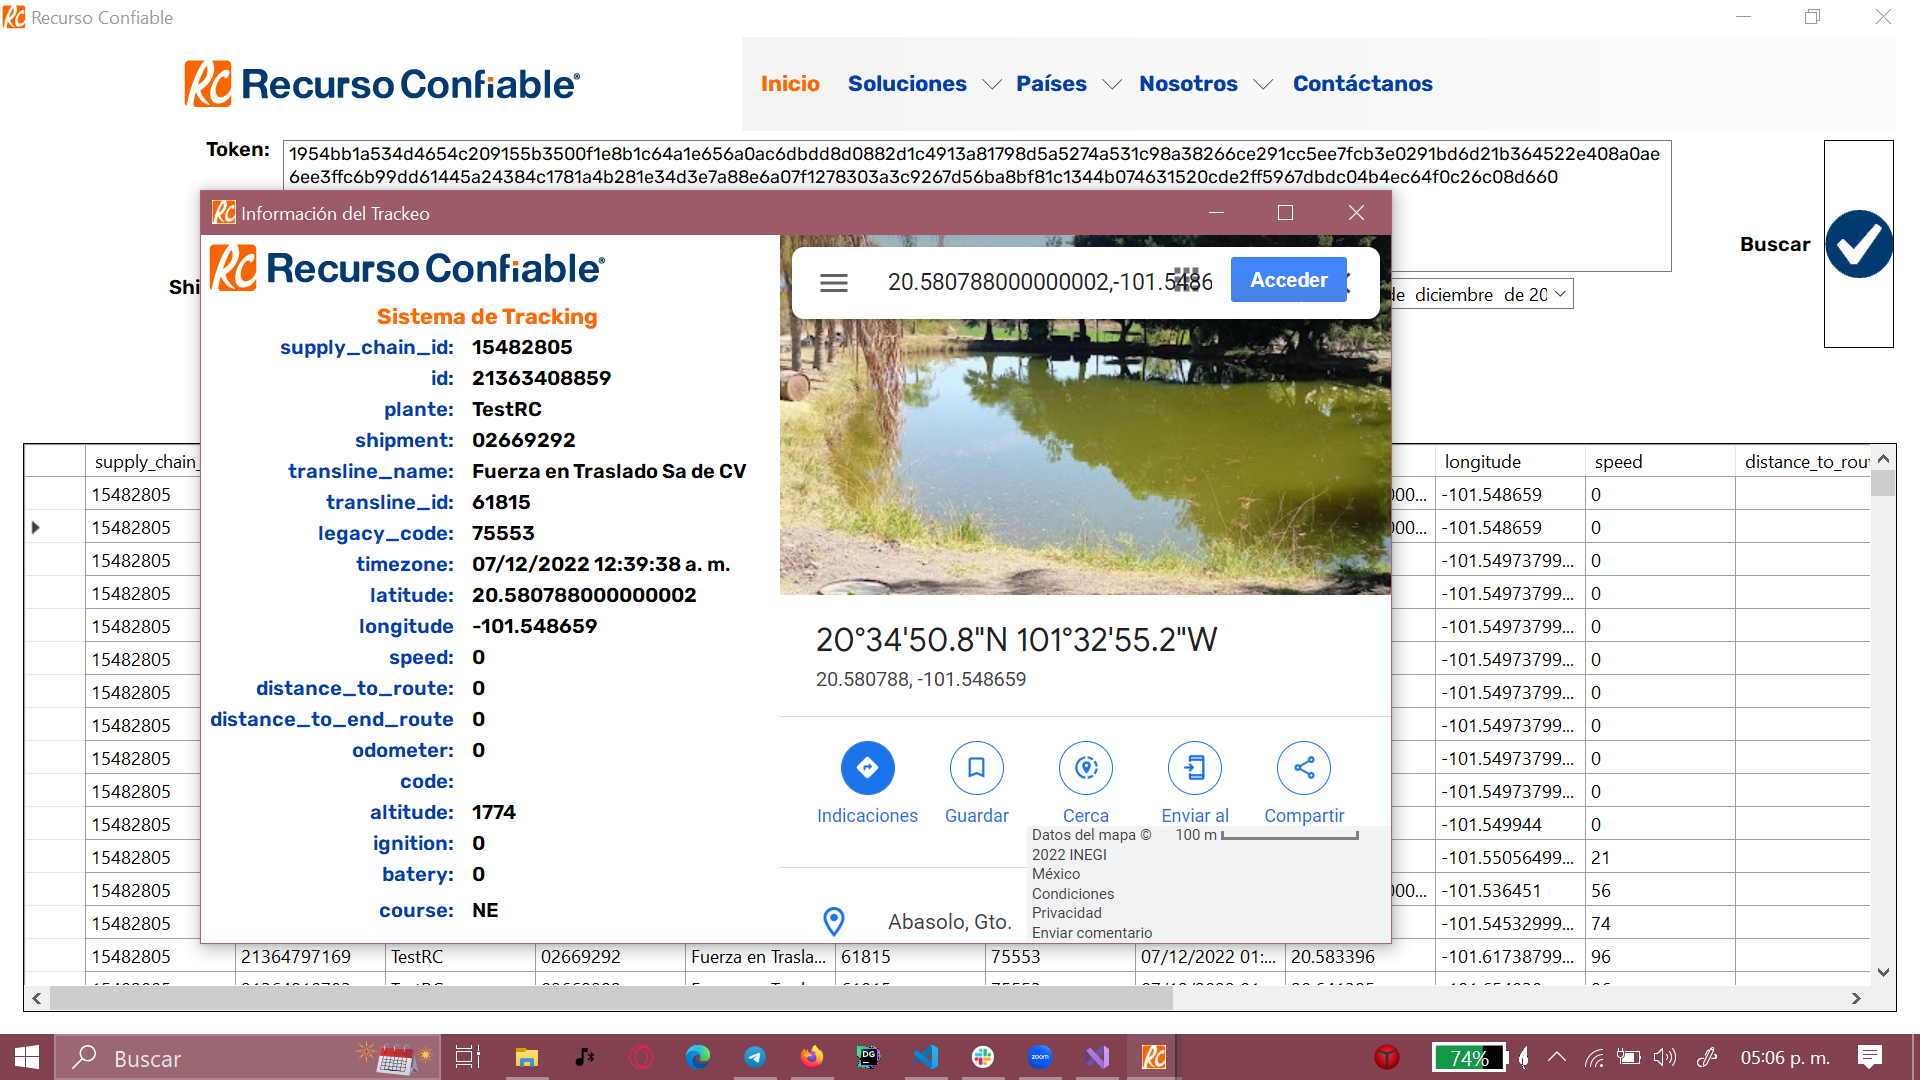 Recurso Confiable
Recurso Confiable®
Inicio Soluciones Países Nosotros Contáctanos
Token:
1954bb1a534d4654c209155b3500f1e8b1c64a1e656a0ac6dbdd8d0882d1c4913a81798d5a5274a531c98a38266ce291cc5ee7fcb3e0291bd6d21b364522e408a0ae
6ee3ffc6b99dd61445a24384c1781a4b281e34d3e7a88e6a07f1278303a3c9267d56ba8bf81c1344b074631520cde2ff5967dbdc04b4ec64f0c26c08d660
Buscar
Shi
de diciembre de 20
Información del Trackeo
Recurso Confiable®
Sistema de Tracking
supply_chain_id: 15482805
id: 21363408859
plante: TestRC
shipment: 02669292
transline_name: Fuerza en Traslado Sa de CV
transline_id: 61815
legacy_code: 75553
timezone: 07/12/2022 12:39:38 a. m.
latitude: 20.580788000000002
longitude -101.548659
speed: 0
distance_to_route: 0
distance_to_end_route 0
odometer: 0
code:
altitude: 1774
ignition: 0
batery: 0
course: NE
20.580788000000002,-101.5486
Acceder
20°34'50.8"N 101°32'55.2"W
20.580788, -101.548659
Indicaciones Guardar Cerca Enviar al Compartir
Datos del mapa © 100 m
2022 INEGI
México
Condiciones
Privacidad
Enviar comentario
Abasolo, Gto.
supply_chain_ longitude speed distance_to_rou
15482805 000... -101.548659 0
15482805 000... -101.548659 0
15482805 -101.54973799... 0
15482805 -101.54973799... 0
15482805 -101.54973799... 0
15482805 -101.54973799... 0
15482805 -101.54973799... 0
15482805 -101.54973799... 0
15482805 -101.54973799... 0
15482805 -101.54973799... 0
15482805 -101.549944 0
15482805 -101.55056499... 21
15482805 000... -101.536451 56
15482805 -101.54532999... 74
15482805 21364797169 TestRC 02669292 Fuerza en Trasla... 61815 75553 07/12/2022 01:... 20.583396 -101.61738799... 96
Buscar
74%
05:06 p. m.